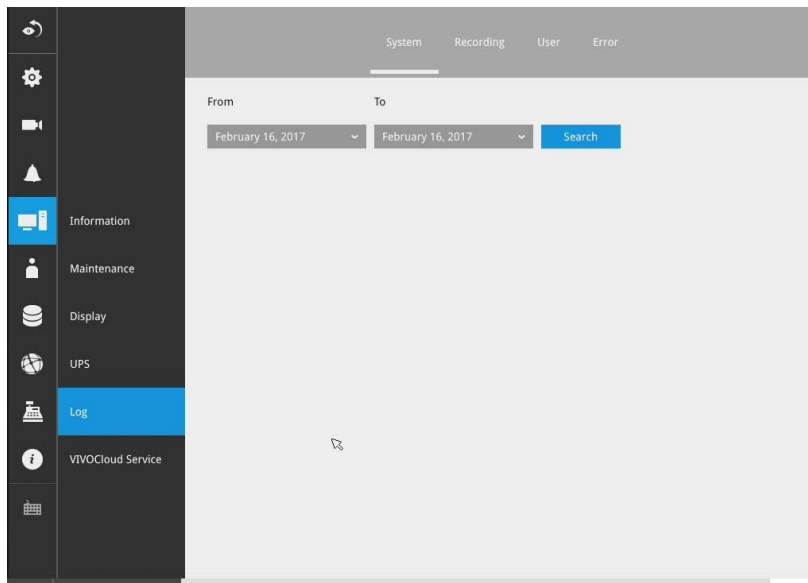 System Recording User Error
From To
February 16, 2017 February 16, 2017 Search
Information
Maintenance
Display
UPS
Log
VIVOCloud Service